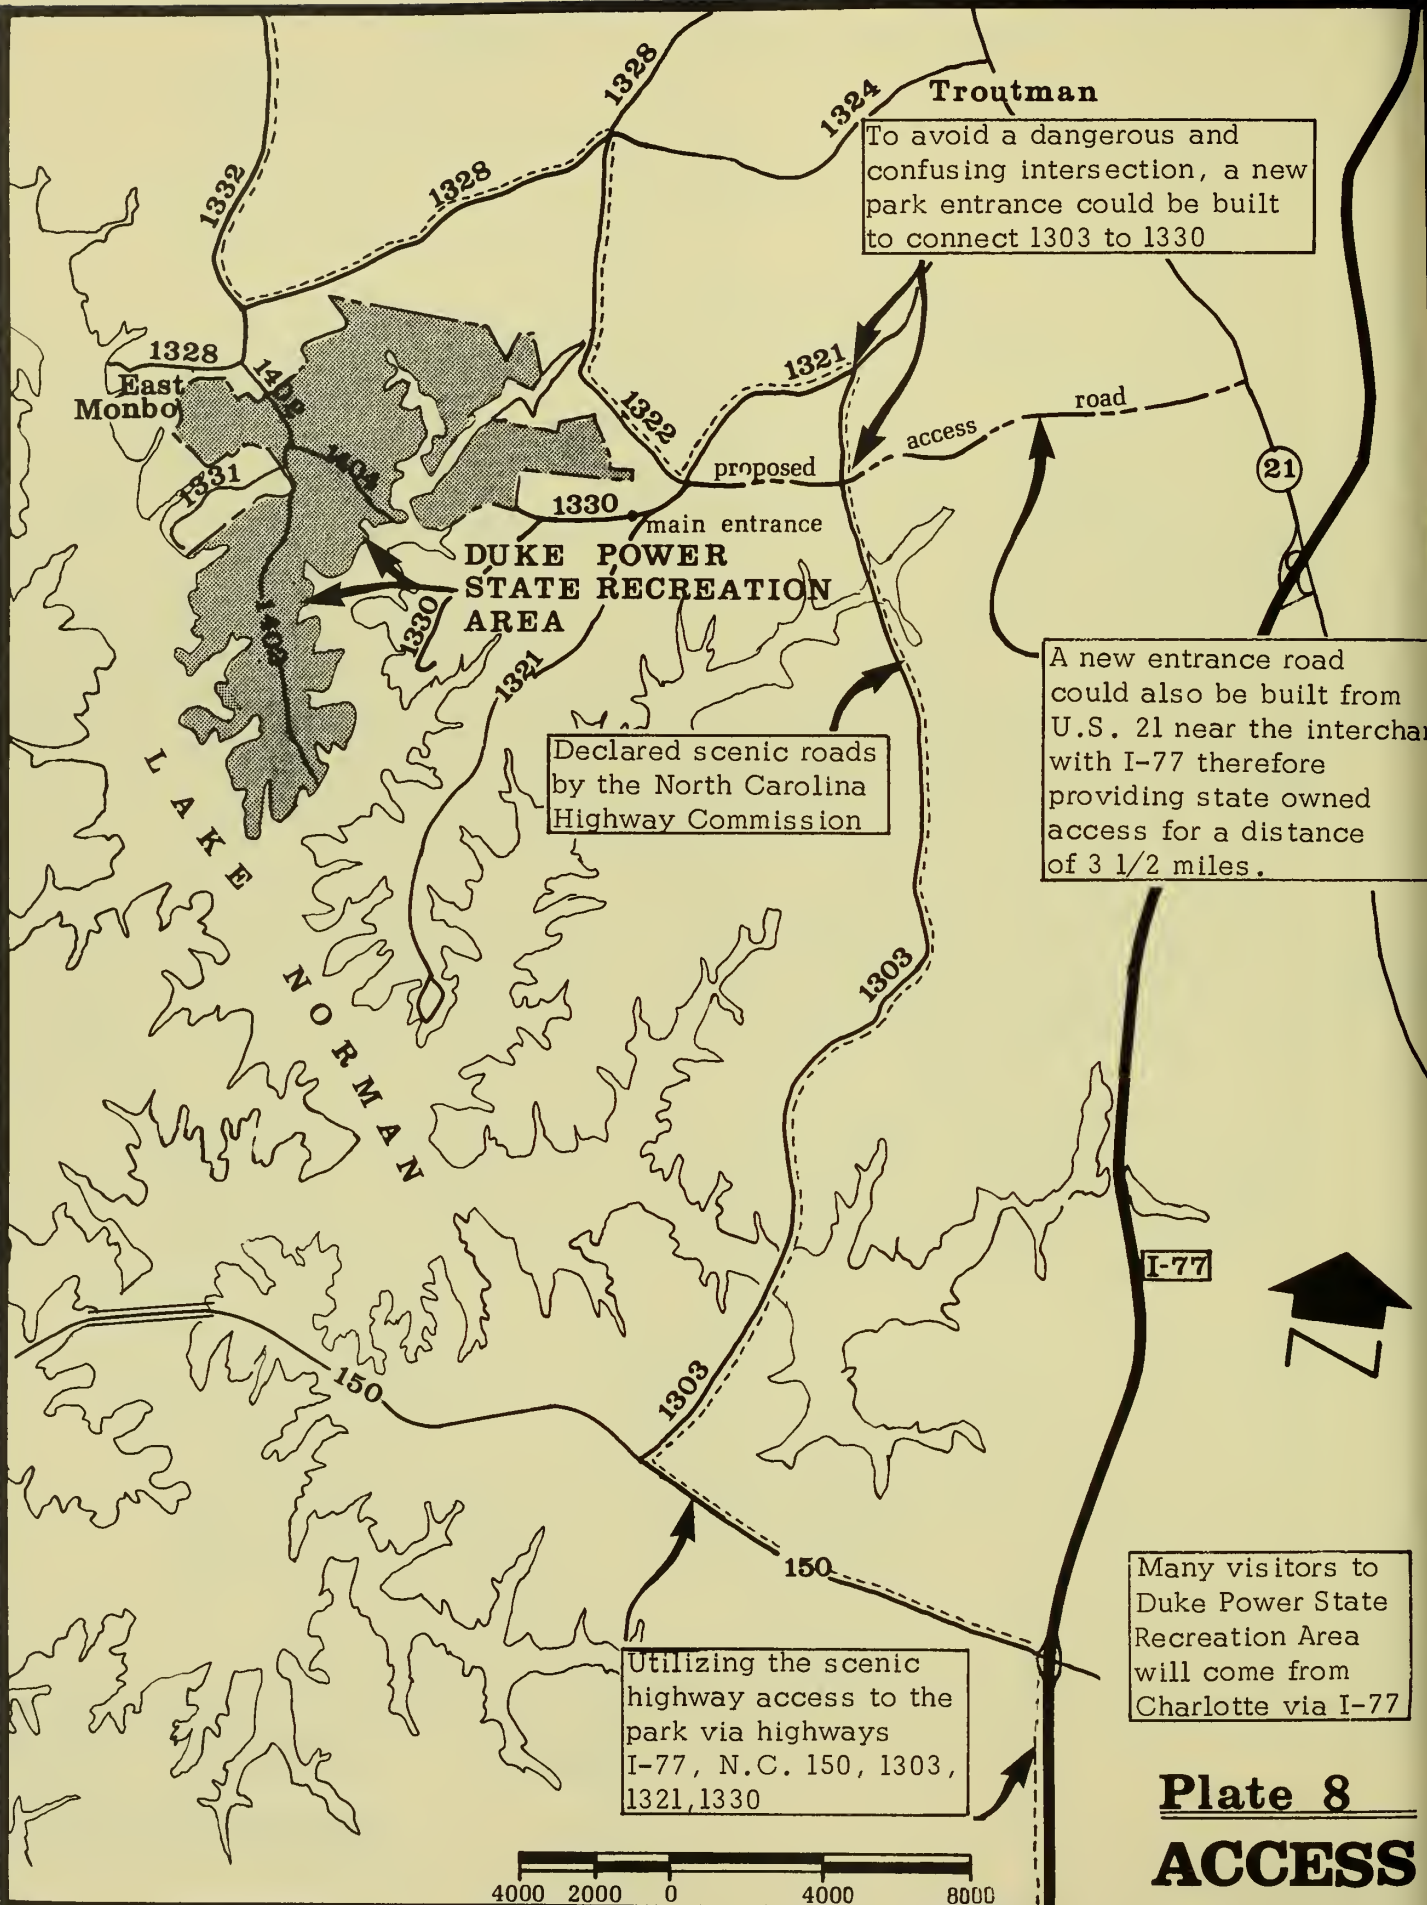 1328
1324
Troutman
To avoid a dangerous and
confusing intersection, a new
park entrance could be built
to connect 1303 to 1330
1332
1328
1328
East
Monbo
1402
1321
1322
road
access
proposed
21
1331
1404
1330
main entrance
DUKE POWER
STATE RECREATION
AREA
1330
1321
A new entrance road
could also be built from
U.S. 21 near the interchan
with I-77 therefore
providing state owned
access for a distance
of 3 1/2 miles.
Declared scenic roads
by the North Carolina
Highway Commission
LAKE
NORMAN
1303
I-77
N
150
1303
150
Many visitors to
Duke Power State
Recreation Area
will come from
Charlotte via I-77
Utilizing the scenic
highway access to the
park via highways
I-77, N.C. 150, 1303,
1321,1330
Plate 8
ACCESS
4000 2000 0 4000 8000